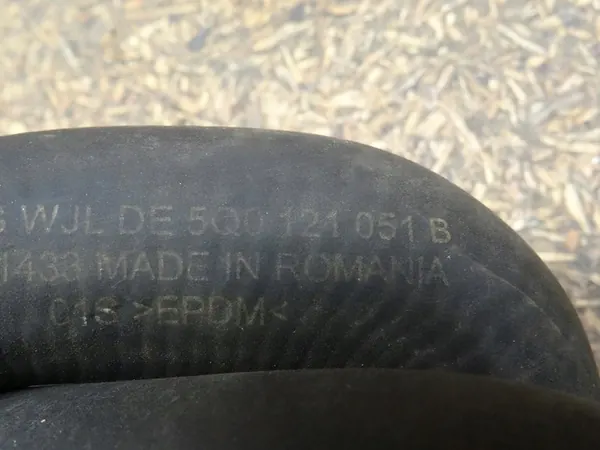 WJL DE 5Q0 121 051 B
1433 MADE IN ROMANIA
01S >EPDM<